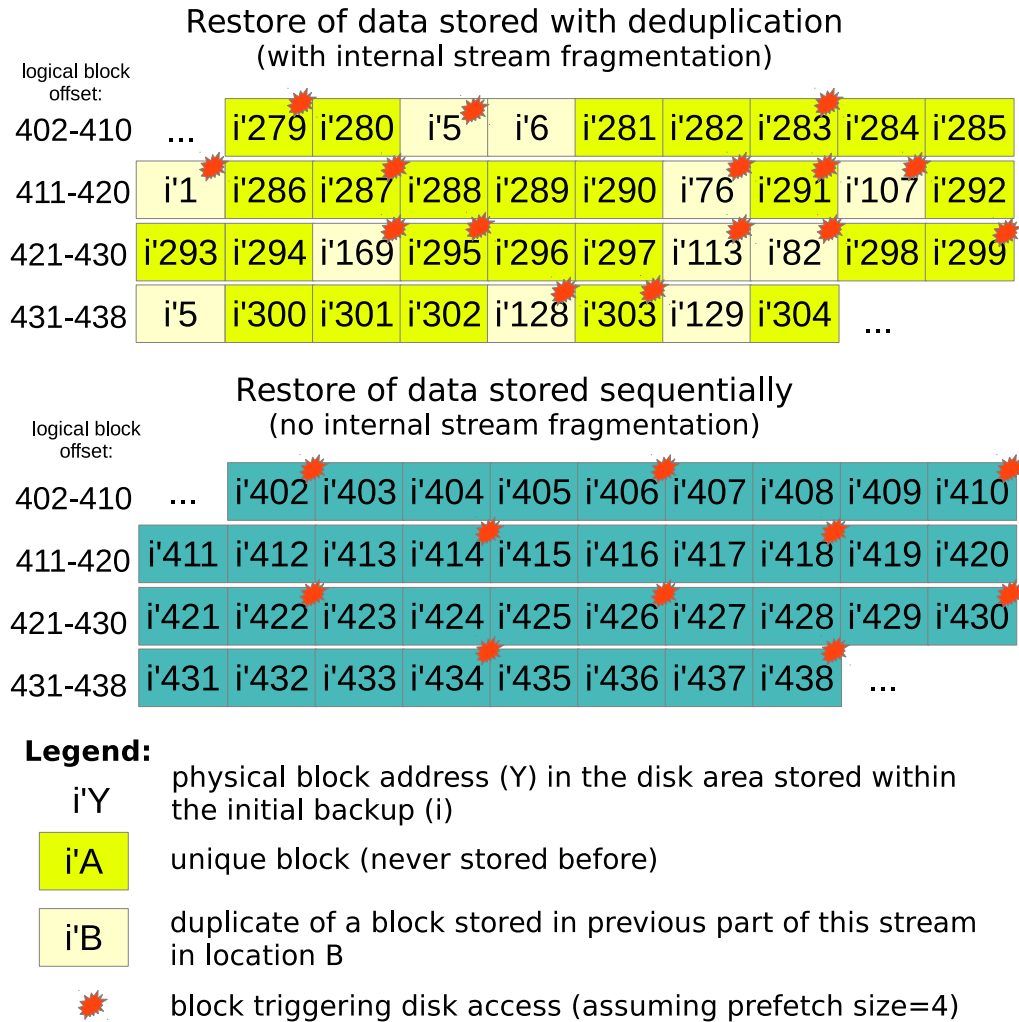 Restore of data stored with deduplication
(with internal stream fragmentation)
logical block
offset:
402-410 ... i'279 i'280 i'5 i'6 i'281 i'282 i'283 i'284 i'285
411-420 i'1 i'286 i'287 i'288 i'289 i'290 i'76 i'291 i'107 i'292
421-430 i'293 i'294 i'169 i'295 i'296 i'297 i'113 i'82 i'298 i'299
431-438 i'5 i'300 i'301 i'302 i'128 i'303 i'129 i'304 ...
Restore of data stored sequentially
(no internal stream fragmentation)
logical block
offset:
402-410 ... i'402 i'403 i'404 i'405 i'406 i'407 i'408 i'409 i'410
411-420 i'411 i'412 i'413 i'414 i'415 i'416 i'417 i'418 i'419 i'420
421-430 i'421 i'422 i'423 i'424 i'425 i'426 i'427 i'428 i'429 i'430
431-438 i'431 i'432 i'433 i'434 i'435 i'436 i'437 i'438 ...
Legend:
i'Y physical block address (Y) in the disk area stored within
the initial backup (i)
i'A unique block (never stored before)
i'B duplicate of a block stored in previous part of this stream
in location B
block triggering disk access (assuming prefetch size=4)